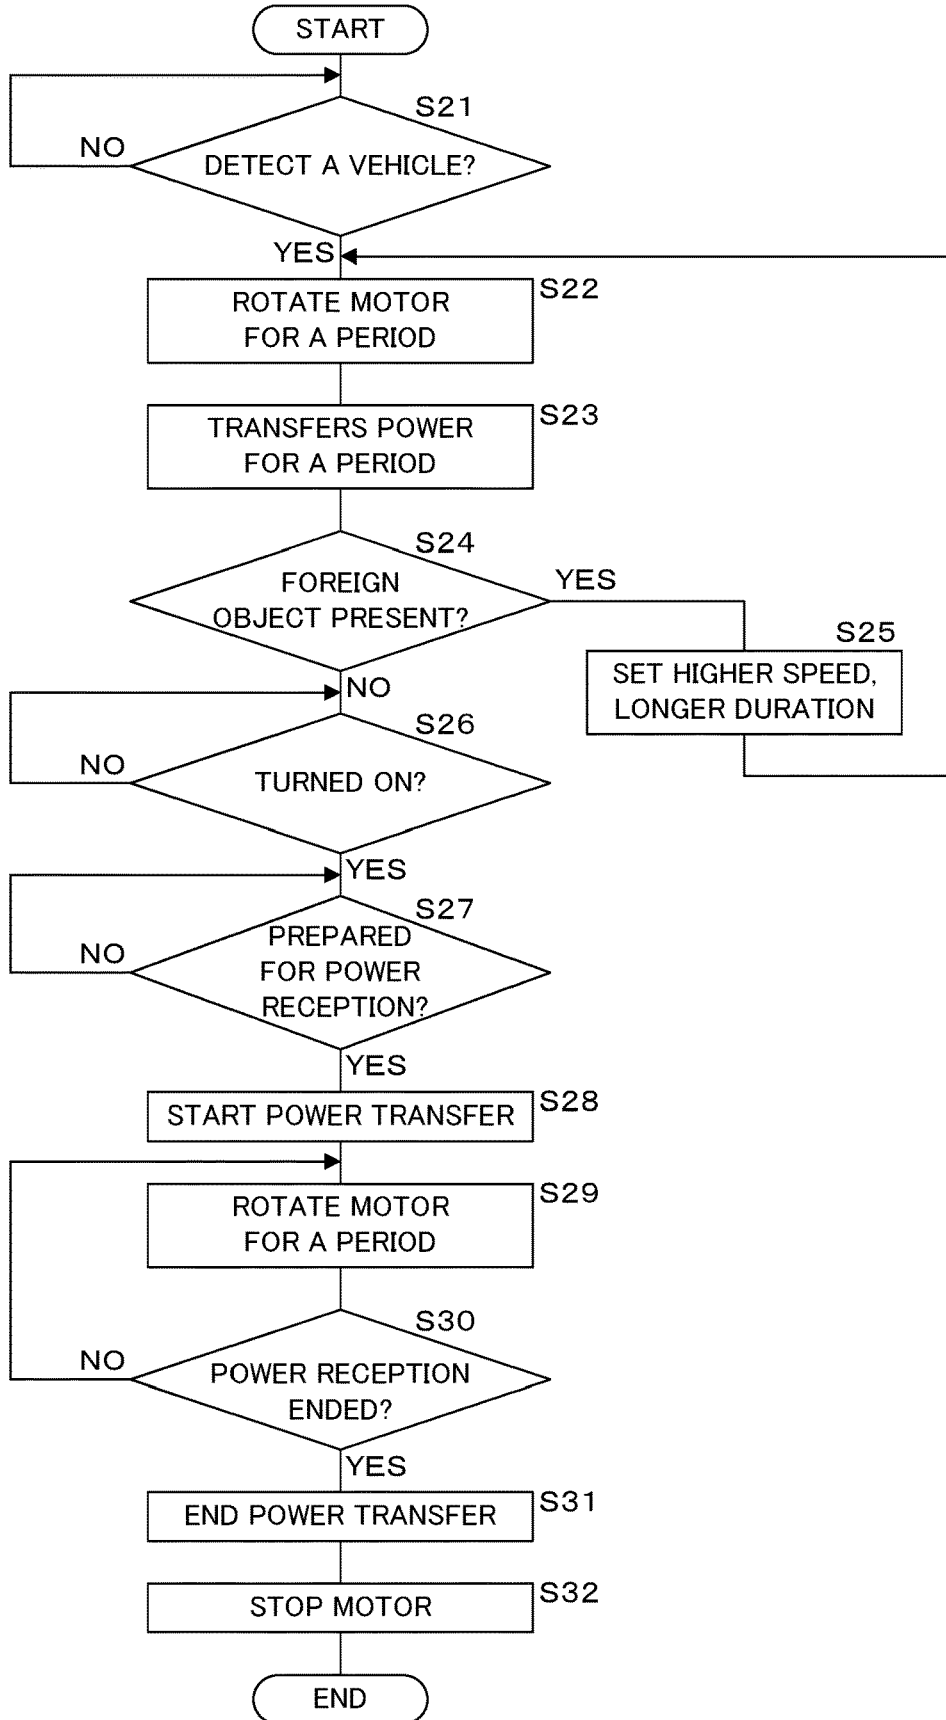 START
S21
NO
DETECT A VEHICLE?
YES
S22
ROTATE MOTOR
FOR A PERIOD
S23
TRANSFERS POWER
FOR A PERIOD
S24
FOREIGN
OBJECT PRESENT?
YES
S25
SET HIGHER SPEED,
LONGER DURATION
NO
S26
NO
TURNED ON?
YES
S27
NO
PREPARED
FOR POWER
RECEPTION?
YES
S28
START POWER TRANSFER
S29
ROTATE MOTOR
FOR A PERIOD
S30
NO
POWER RECEPTION
ENDED?
YES
S31
END POWER TRANSFER
S32
STOP MOTOR
END